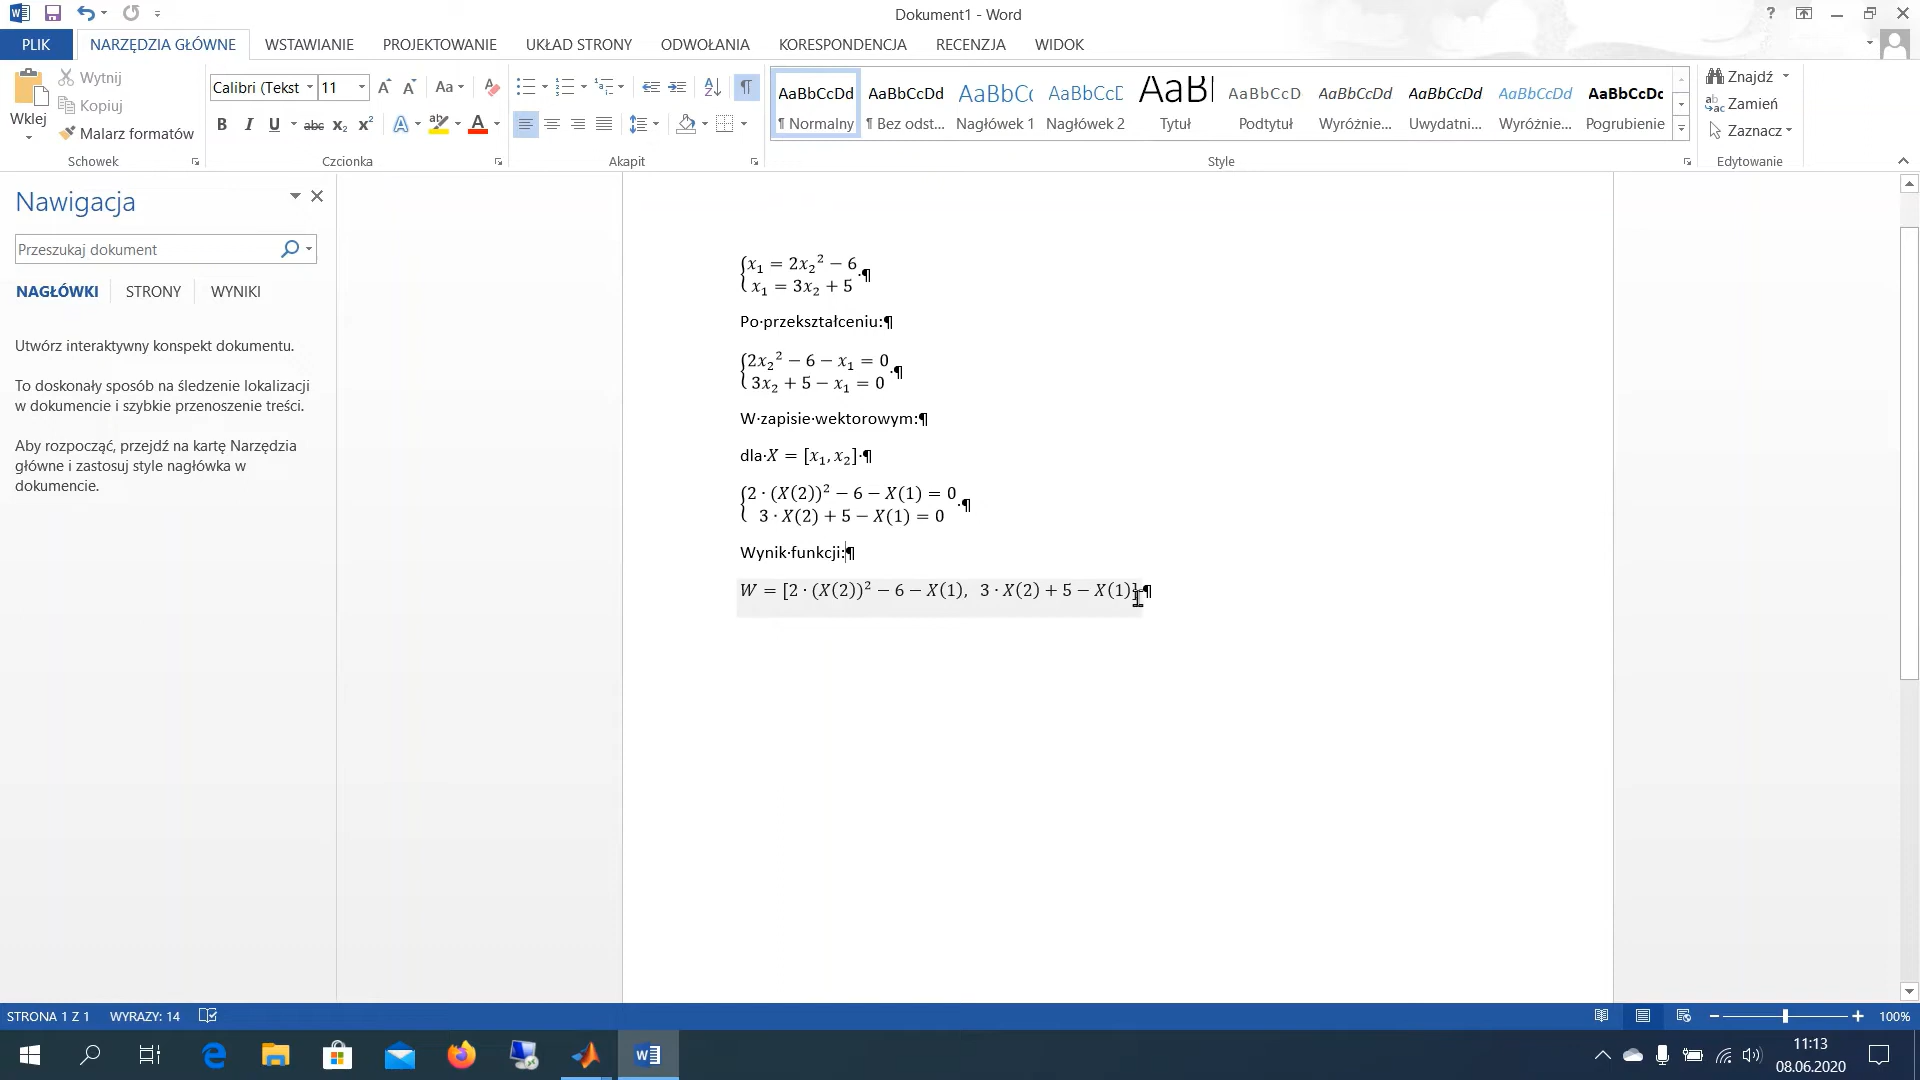 Dokument1 - Word
?
PLIK NARZĘDZIA GŁÓWNE WSTAWIANIE PROJEKTOWANIE UKŁAD STRONY ODWOŁANIA KORESPONDENCJA RECENZJA WIDOK
Wklej
Wytnij
Kopiuj
Malarz formatów
Schowek
Calibri (Tekst 11
Czcionka
Akapit
AaBbCcDd AaBbCcDd AaBbCc AaBbCcD AaBl AaBbCcD AaBbCcDd AaBbCcDd AaBbCcDd AaBbCcDc
¶ Normalny ¶ Bez odst... Nagłówek 1 Nagłówek 2 Tytuł Podtytuł Wyróżnie... Uwydatni... Wyróżnie... Pogrubienie
Style
Znajdź
Zamień
Zaznacz
Edytowanie
Nawigacja
Przeszukaj dokument
NAGŁÓWKI STRONY WYNIKI
Utwórz interaktywny konspekt dokumentu.
To doskonały sposób na śledzenie lokalizacji
w dokumencie i szybkie przenoszenie treści.
Aby rozpocząć, przejdź na kartę Narzędzia
główne i zastosuj style nagłówka w
dokumencie.
{x₁ = 2x₂² − 6
x₁ = 3x₂ + 5 ·¶
Po·przekształceniu:¶
{2x₂² − 6 − x₁ = 0
3x₂ + 5 − x₁ = 0 ·¶
W·zapisie·wektorowym:¶
dla·X = [x₁, x₂]·¶
{2 · (X(2))² − 6 − X(1) = 0
3 · X(2) + 5 − X(1) = 0 ·¶
Wynik·funkcji:¶
W = [2 · (X(2))² − 6 − X(1), 3 · X(2) + 5 − X(1)]·¶
STRONA 1 Z 1 WYRAZY: 14
100%
11:13
08.06.2020